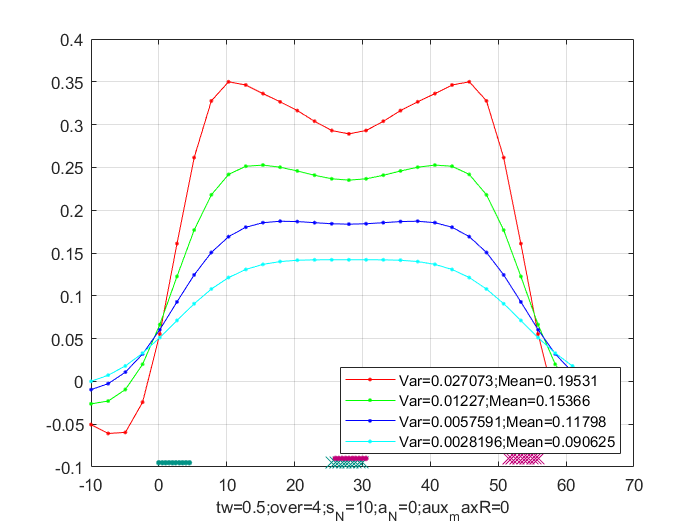 0.4
0.35
0.3
0.25
0.2
0.15
0.1
0.05
0
-0.05
-0.1
Var=0.027073;Mean=0.19531
Var=0.01227;Mean=0.15366
Var=0.0057591;Mean=0.11798
Var=0.0028196;Mean=0.090625
-10 0 10 20 30 40 50 60 70
tw=0.5;over=4;s_N=10;a_N=0;aux_maxR=0